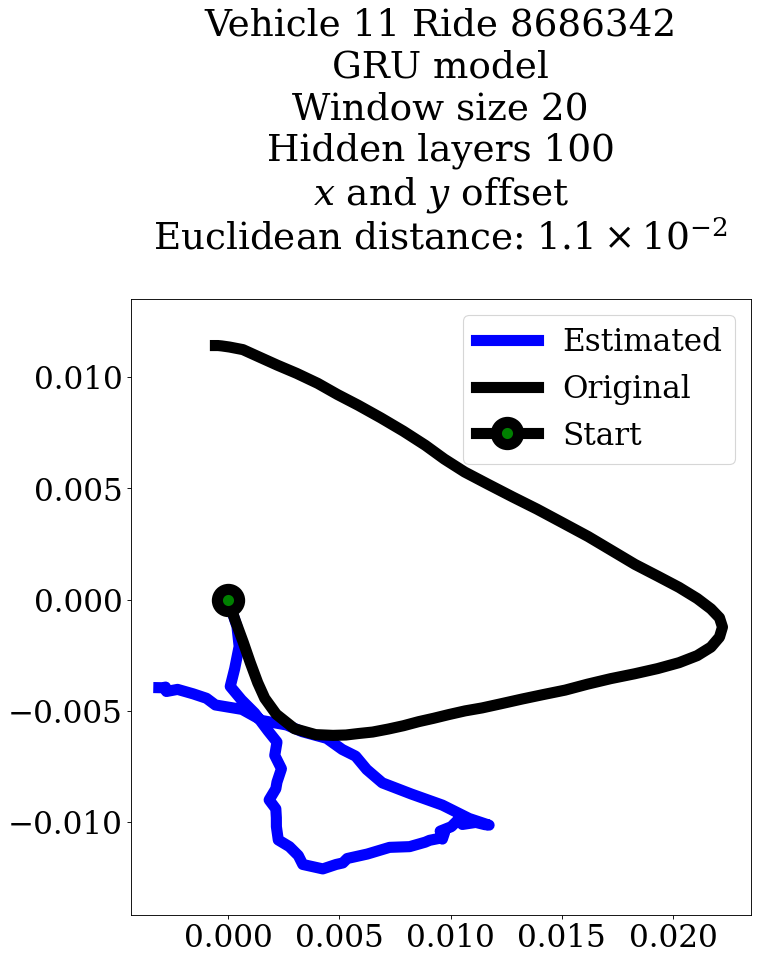 Vehicle 11 Ride 8686342
GRU model
Window size 20
Hidden layers 100
x and y offset
Euclidean distance: 1.1 × 10⁻²
Estimated
Original
Start
0.010
0.005
0.000
−0.005
−0.010
0.000 0.005 0.010 0.015 0.020